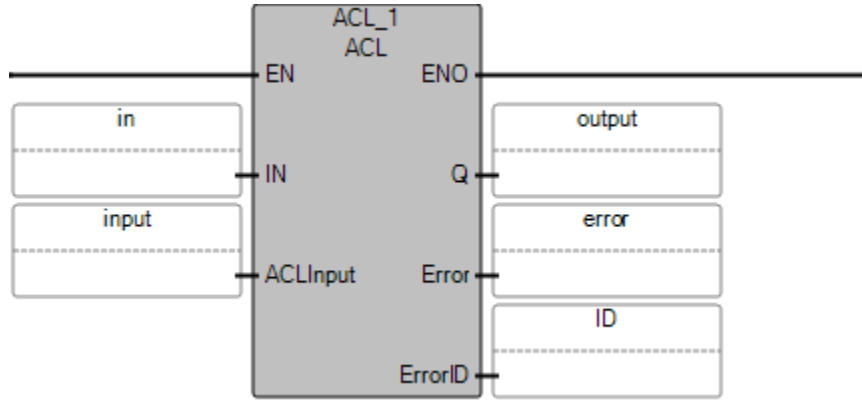 ACL_1
ACL
EN ENO
in output
IN Q
input error
ACLInput Error
ID
ErrorID